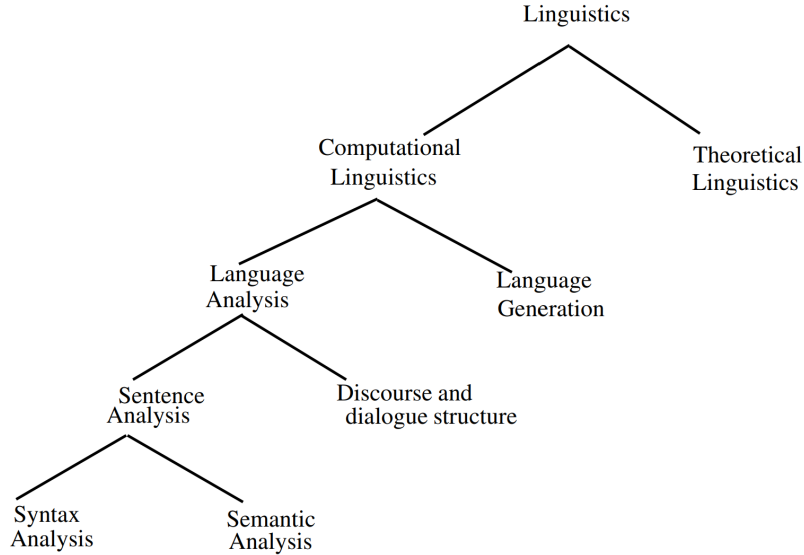 Linguistics
Computational
Linguistics
Theoretical
Linguistics
Language
Analysis
Language
Generation
Sentence
Analysis
Discourse and
dialogue structure
Syntax
Analysis
Semantic
Analysis